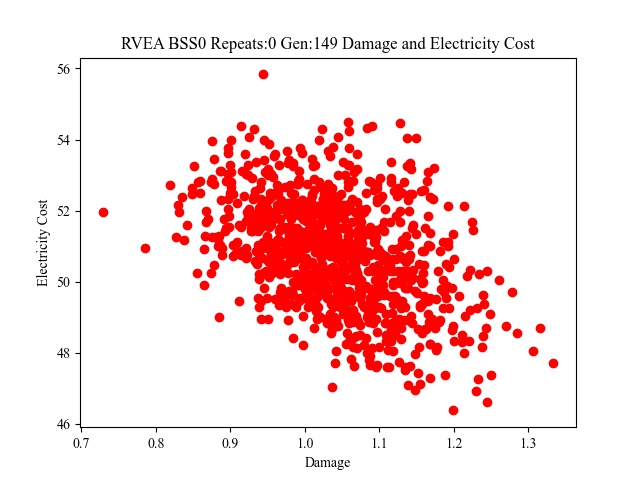 RVEA BSS0 Repeats:0 Gen:149 Damage and Electricity Cost
56
54
52
50
48
46
Electricity Cost
0.7 0.8 0.9 1.0 1.1 1.2 1.3
Damage